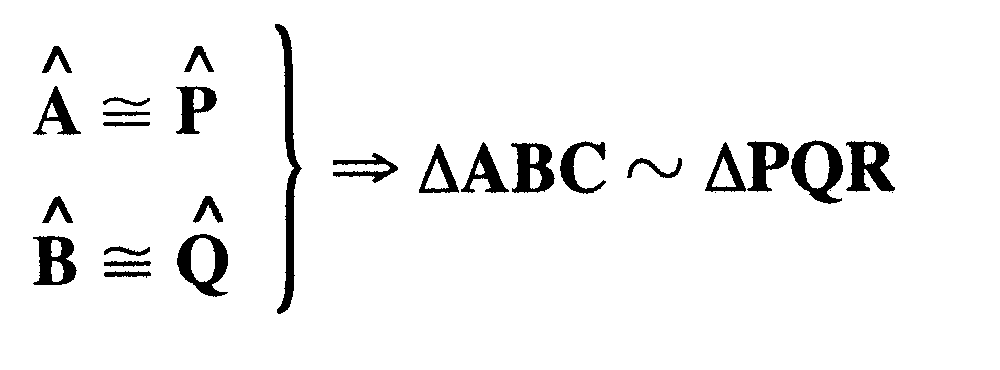 Â ≅ P̂
B̂ ≅ Q̂
} ⇒ ΔABC ~ ΔPQR